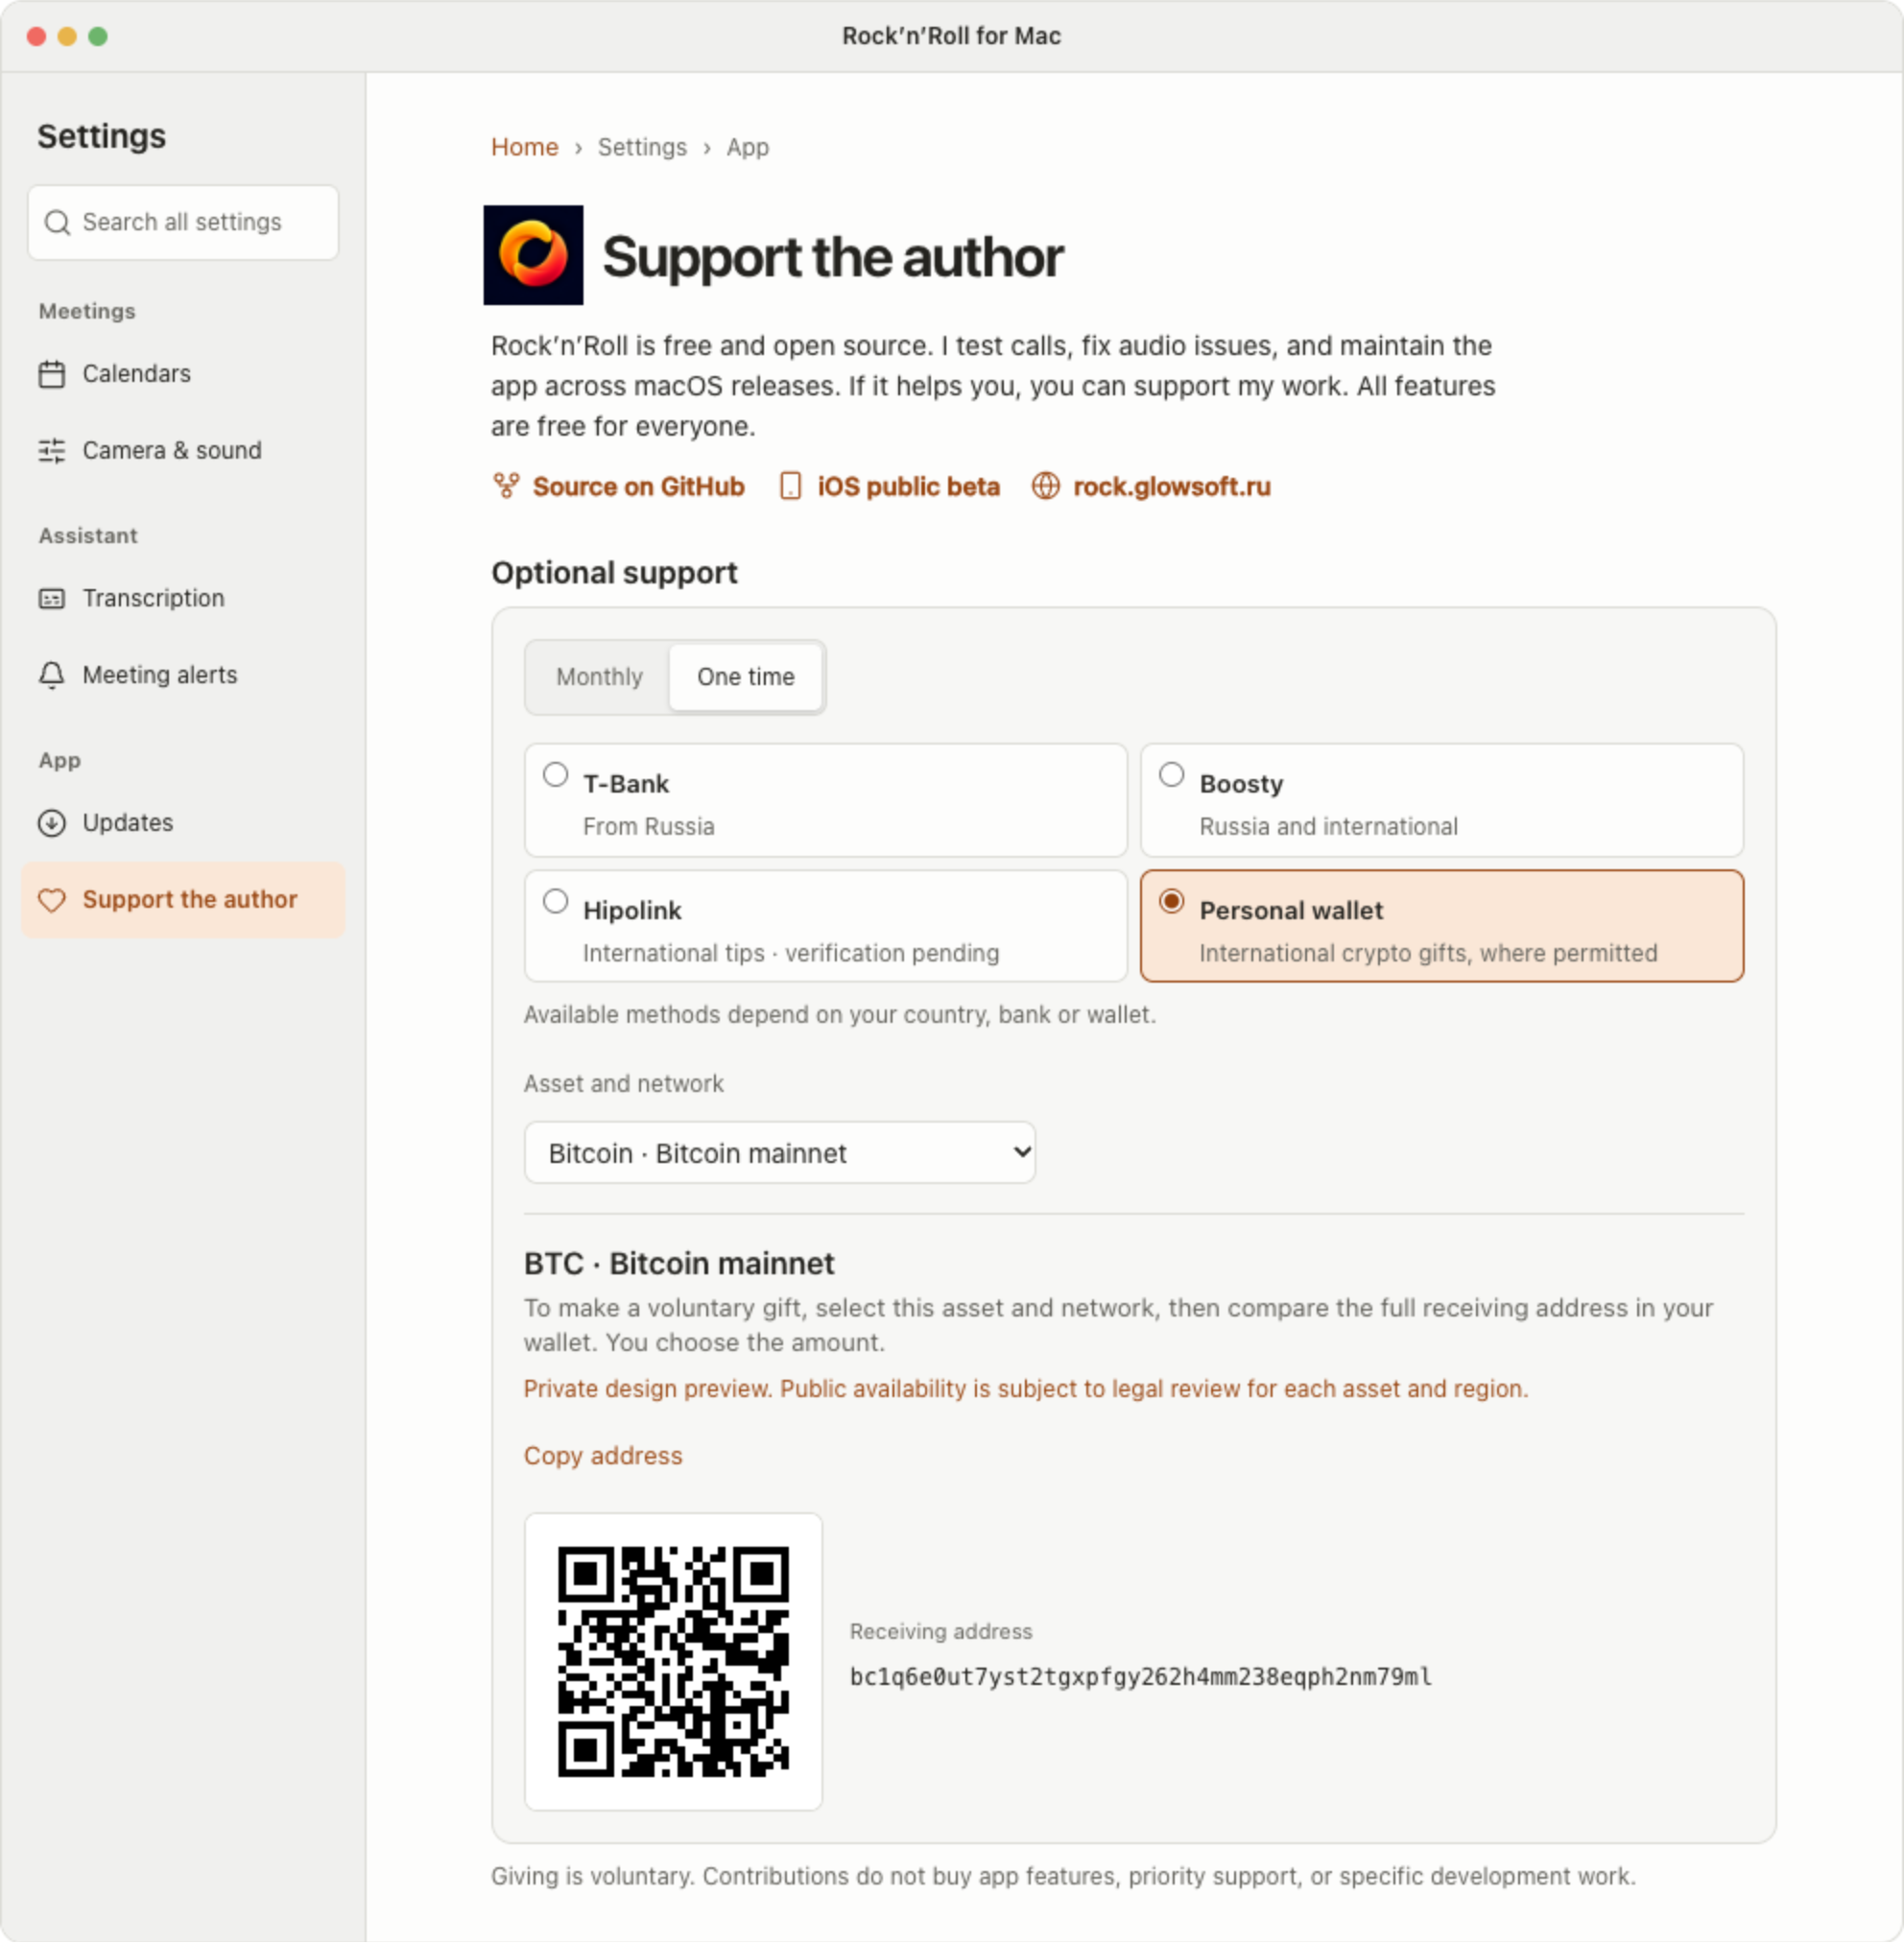 Rock’n’Roll for Mac
Settings
Search all settings
Meetings
Calendars
Camera & sound
Assistant
Transcription
Meeting alerts
App
Updates
Support the author
Home › Settings › App
Support the author
Rock’n’Roll is free and open source. I test calls, fix audio issues, and maintain the
app across macOS releases. If it helps you, you can support my work. All features
are free for everyone.
Source on GitHub iOS public beta rock.glowsoft.ru
Optional support
Monthly One time
T-Bank
From Russia
Boosty
Russia and international
Hipolink
International tips · verification pending
Personal wallet
International crypto gifts, where permitted
Available methods depend on your country, bank or wallet.
Asset and network
Bitcoin · Bitcoin mainnet
BTC · Bitcoin mainnet
To make a voluntary gift, select this asset and network, then compare the full receiving address in your
wallet. You choose the amount.
Private design preview. Public availability is subject to legal review for each asset and region.
Copy address
Receiving address
bc1q6e0ut7yst2tgxpfgy262h4mm238eqph2nm79ml
Giving is voluntary. Contributions do not buy app features, priority support, or specific development work.